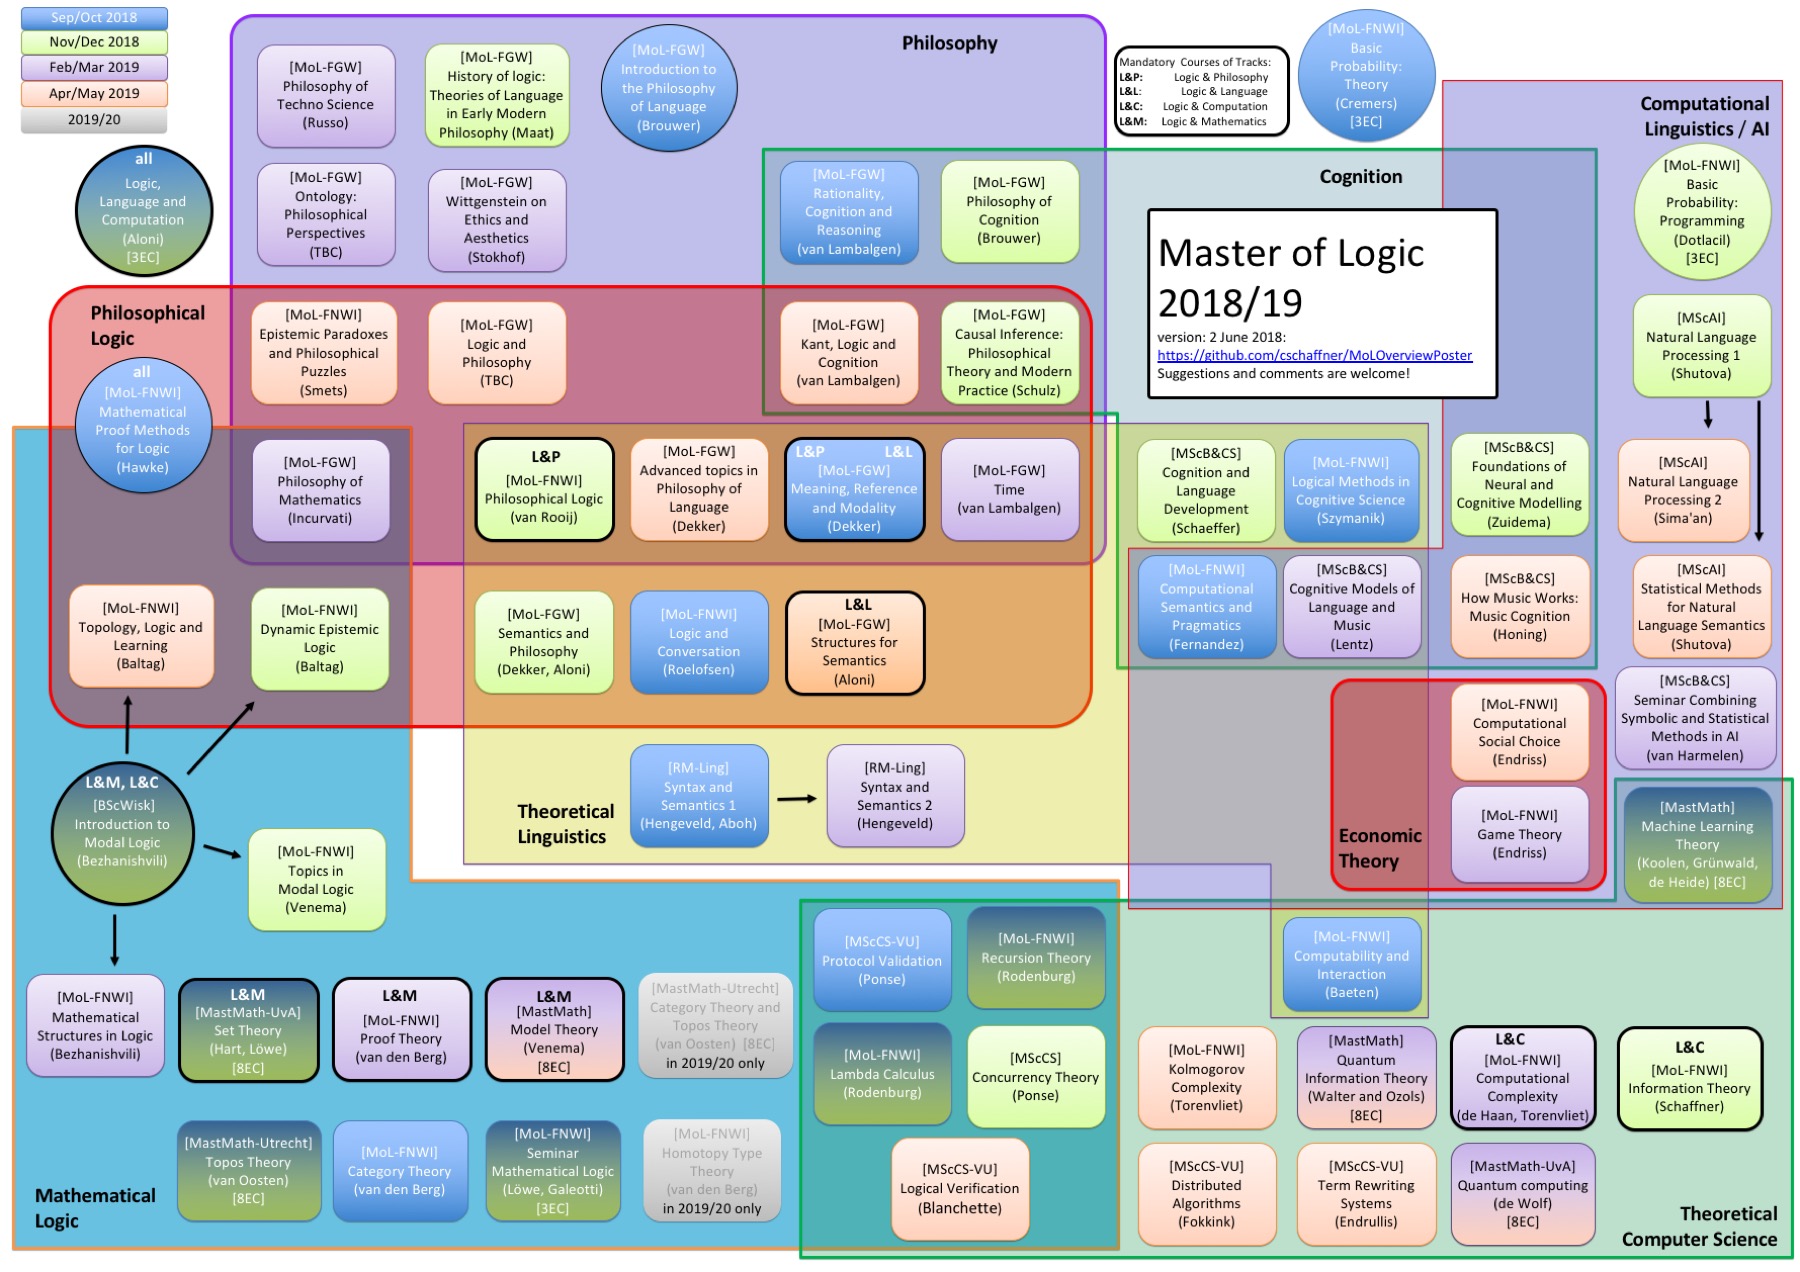 Sep/Oct 2018
Nov/Dec 2018
Feb/Mar 2019
Apr/May 2019
2019/20
Philosophy
[MoL-FGW]
Philosophy of
Techno Science
(Russo)
[MoL-FGW]
History of logic:
Theories of Language
in Early Modern
Philosophy (Maat)
[MoL-FGW]
Introduction to
the Philosophy
of Language
(Brouwer)
Mandatory Courses of Tracks:
L&P: Logic & Philosophy
L&L: Logic & Language
L&C: Logic & Computation
L&M: Logic & Mathematics
[MoL-FNWI]
Basic
Probability:
Theory
(Cremers)
[3EC]
Computational
Linguistics / AI
all
Logic,
Language and
Computation
(Aloni)
[3EC]
[MoL-FGW]
Ontology:
Philosophical
Perspectives
(TBC)
[MoL-FGW]
Wittgenstein on
Ethics and
Aesthetics
(Stokhof)
[MoL-FGW]
Rationality,
Cognition and
Reasoning
(van Lambalgen)
[MoL-FGW]
Philosophy of
Cognition
(Brouwer)
Cognition
Master of Logic
2018/19
version: 2 June 2018:
https://github.com/cschaffner/MoLOverviewPoster
Suggestions and comments are welcome!
[MoL-FNWI]
Basic
Probability:
Programming
(Dotlacil)
[3EC]
Philosophical
Logic
[MoL-FNWI]
Epistemic Paradoxes
and Philosophical
Puzzles
(Smets)
[MoL-FGW]
Logic and
Philosophy
(TBC)
[MoL-FGW]
Kant, Logic and
Cognition
(van Lambalgen)
[MoL-FGW]
Causal Inference:
Philosophical
Theory and Modern
Practice (Schulz)
[MScAI]
Natural Language
Processing 1
(Shutova)
all
[MoL-FNWI]
Mathematical
Proof Methods
for Logic
(Hawke)
[MoL-FGW]
Philosophy of
Mathematics
(Incurvati)
L&P
[MoL-FNWI]
Philosophical Logic
(van Rooij)
[MoL-FGW]
Advanced topics in
Philosophy of
Language
(Dekker)
L&P L&L
[MoL-FGW]
Meaning, Reference
and Modality
(Dekker)
[MoL-FGW]
Time
(van Lambalgen)
[MScB&CS]
Cognition and
Language
Development
(Schaeffer)
[MoL-FNWI]
Logical Methods in
Cognitive Science
(Szymanik)
[MScB&CS]
Foundations of
Neural and
Cognitive Modelling
(Zuidema)
[MScAI]
Natural Language
Processing 2
(Sima'an)
[MoL-FNWI]
Topology, Logic and
Learning
(Baltag)
[MoL-FNWI]
Dynamic Epistemic
Logic
(Baltag)
[MoL-FGW]
Semantics and
Philosophy
(Dekker, Aloni)
[MoL-FNWI]
Logic and
Conversation
(Roelofsen)
L&L
[MoL-FGW]
Structures for
Semantics
(Aloni)
[MoL-FNWI]
Computational
Semantics and
Pragmatics
(Fernandez)
[MScB&CS]
Cognitive Models of
Language and
Music
(Lentz)
[MScB&CS]
How Music Works:
Music Cognition
(Honing)
[MScAI]
Statistical Methods
for Natural
Language Semantics
(Shutova)
[MScB&CS]
Seminar Combining
Symbolic and Statistical
Methods in AI
(van Harmelen)
L&M, L&C
[BScWisk]
Introduction to
Modal Logic
(Bezhanishvili)
Theoretical
Linguistics
[RM-Ling]
Syntax and
Semantics 1
(Hengeveld, Aboh)
[RM-Ling]
Syntax and
Semantics 2
(Hengeveld)
Economic
Theory
[MoL-FNWI]
Computational
Social Choice
(Endriss)
[MoL-FNWI]
Game Theory
(Endriss)
[MastMath]
Machine Learning
Theory
(Koolen, Grünwald,
de Heide) [8EC]
[MoL-FNWI]
Topics in
Modal Logic
(Venema)
[MScCS-VU]
Protocol Validation
(Ponse)
[MoL-FNWI]
Recursion Theory
(Rodenburg)
[MoL-FNWI]
Computability and
Interaction
(Baeten)
[MoL-FNWI]
Mathematical
Structures in Logic
(Bezhanishvili)
L&M
[MastMath-UvA]
Set Theory
(Hart, Löwe)
[8EC]
L&M
[MoL-FNWI]
Proof Theory
(van den Berg)
L&M
[MastMath]
Model Theory
(Venema)
[8EC]
[MastMath-Utrecht]
Category Theory and
Topos Theory
(van Oosten) [8EC]
in 2019/20 only
[MoL-FNWI]
Lambda Calculus
(Rodenburg)
[MScCS]
Concurrency Theory
(Ponse)
[MoL-FNWI]
Kolmogorov
Complexity
(Torenvliet)
[MastMath]
Quantum
Information Theory
(Walter and Ozols)
[8EC]
L&C
[MoL-FNWI]
Computational
Complexity
(de Haan, Torenvliet)
L&C
[MoL-FNWI]
Information Theory
(Schaffner)
Mathematical
Logic
[MastMath-Utrecht]
Topos Theory
(van Oosten)
[8EC]
[MoL-FNWI]
Category Theory
(van den Berg)
[MoL-FNWI]
Seminar
Mathematical Logic
(Löwe, Galeotti)
[3EC]
[MoL-FNWI]
Homotopy Type
Theory
(van den Berg)
in 2019/20 only
[MScCS-VU]
Logical Verification
(Blanchette)
[MScCS-VU]
Distributed
Algorithms
(Fokkink)
[MScCS-VU]
Term Rewriting
Systems
(Endrullis)
[MastMath-UvA]
Quantum computing
(de Wolf)
[8EC]
Theoretical
Computer Science